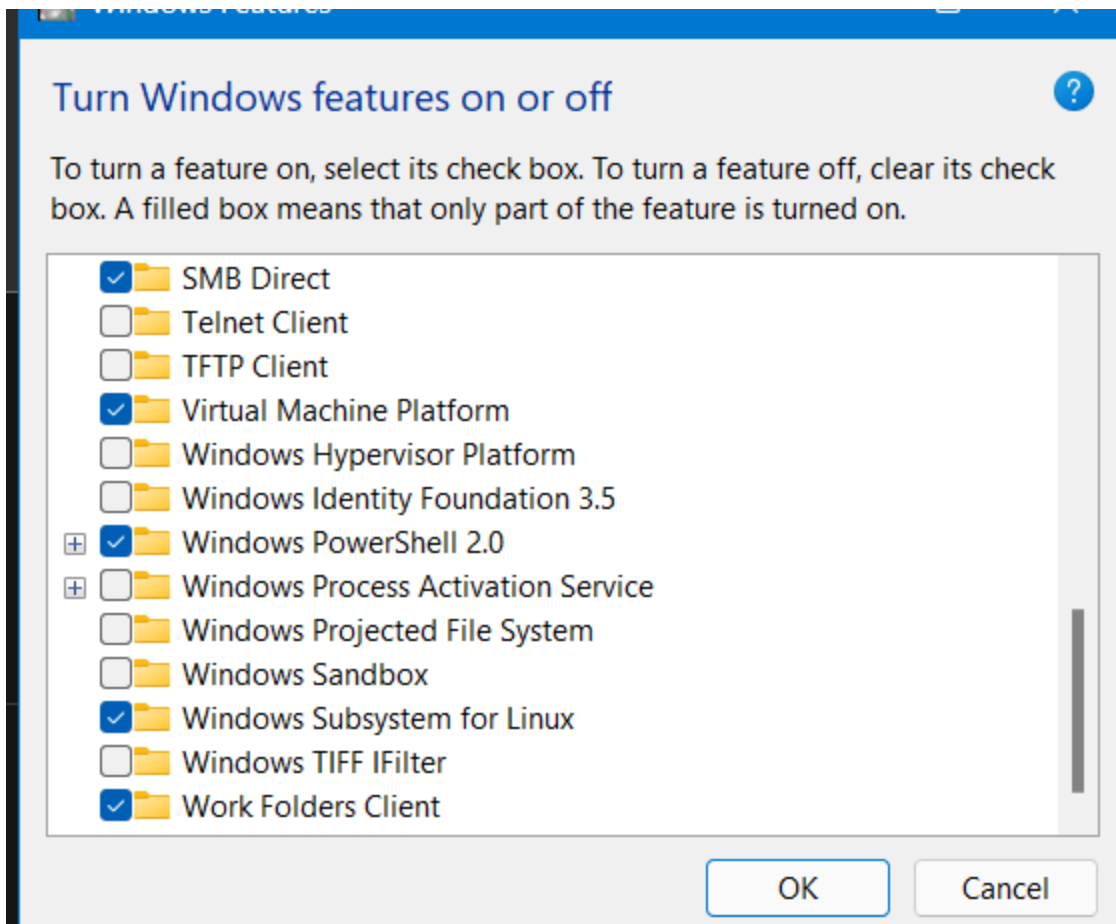 Windows Features
Turn Windows features on or off
To turn a feature on, select its check box. To turn a feature off, clear its check
box. A filled box means that only part of the feature is turned on.
SMB Direct
Telnet Client
TFTP Client
Virtual Machine Platform
Windows Hypervisor Platform
Windows Identity Foundation 3.5
Windows PowerShell 2.0
Windows Process Activation Service
Windows Projected File System
Windows Sandbox
Windows Subsystem for Linux
Windows TIFF IFilter
Work Folders Client
OK
Cancel